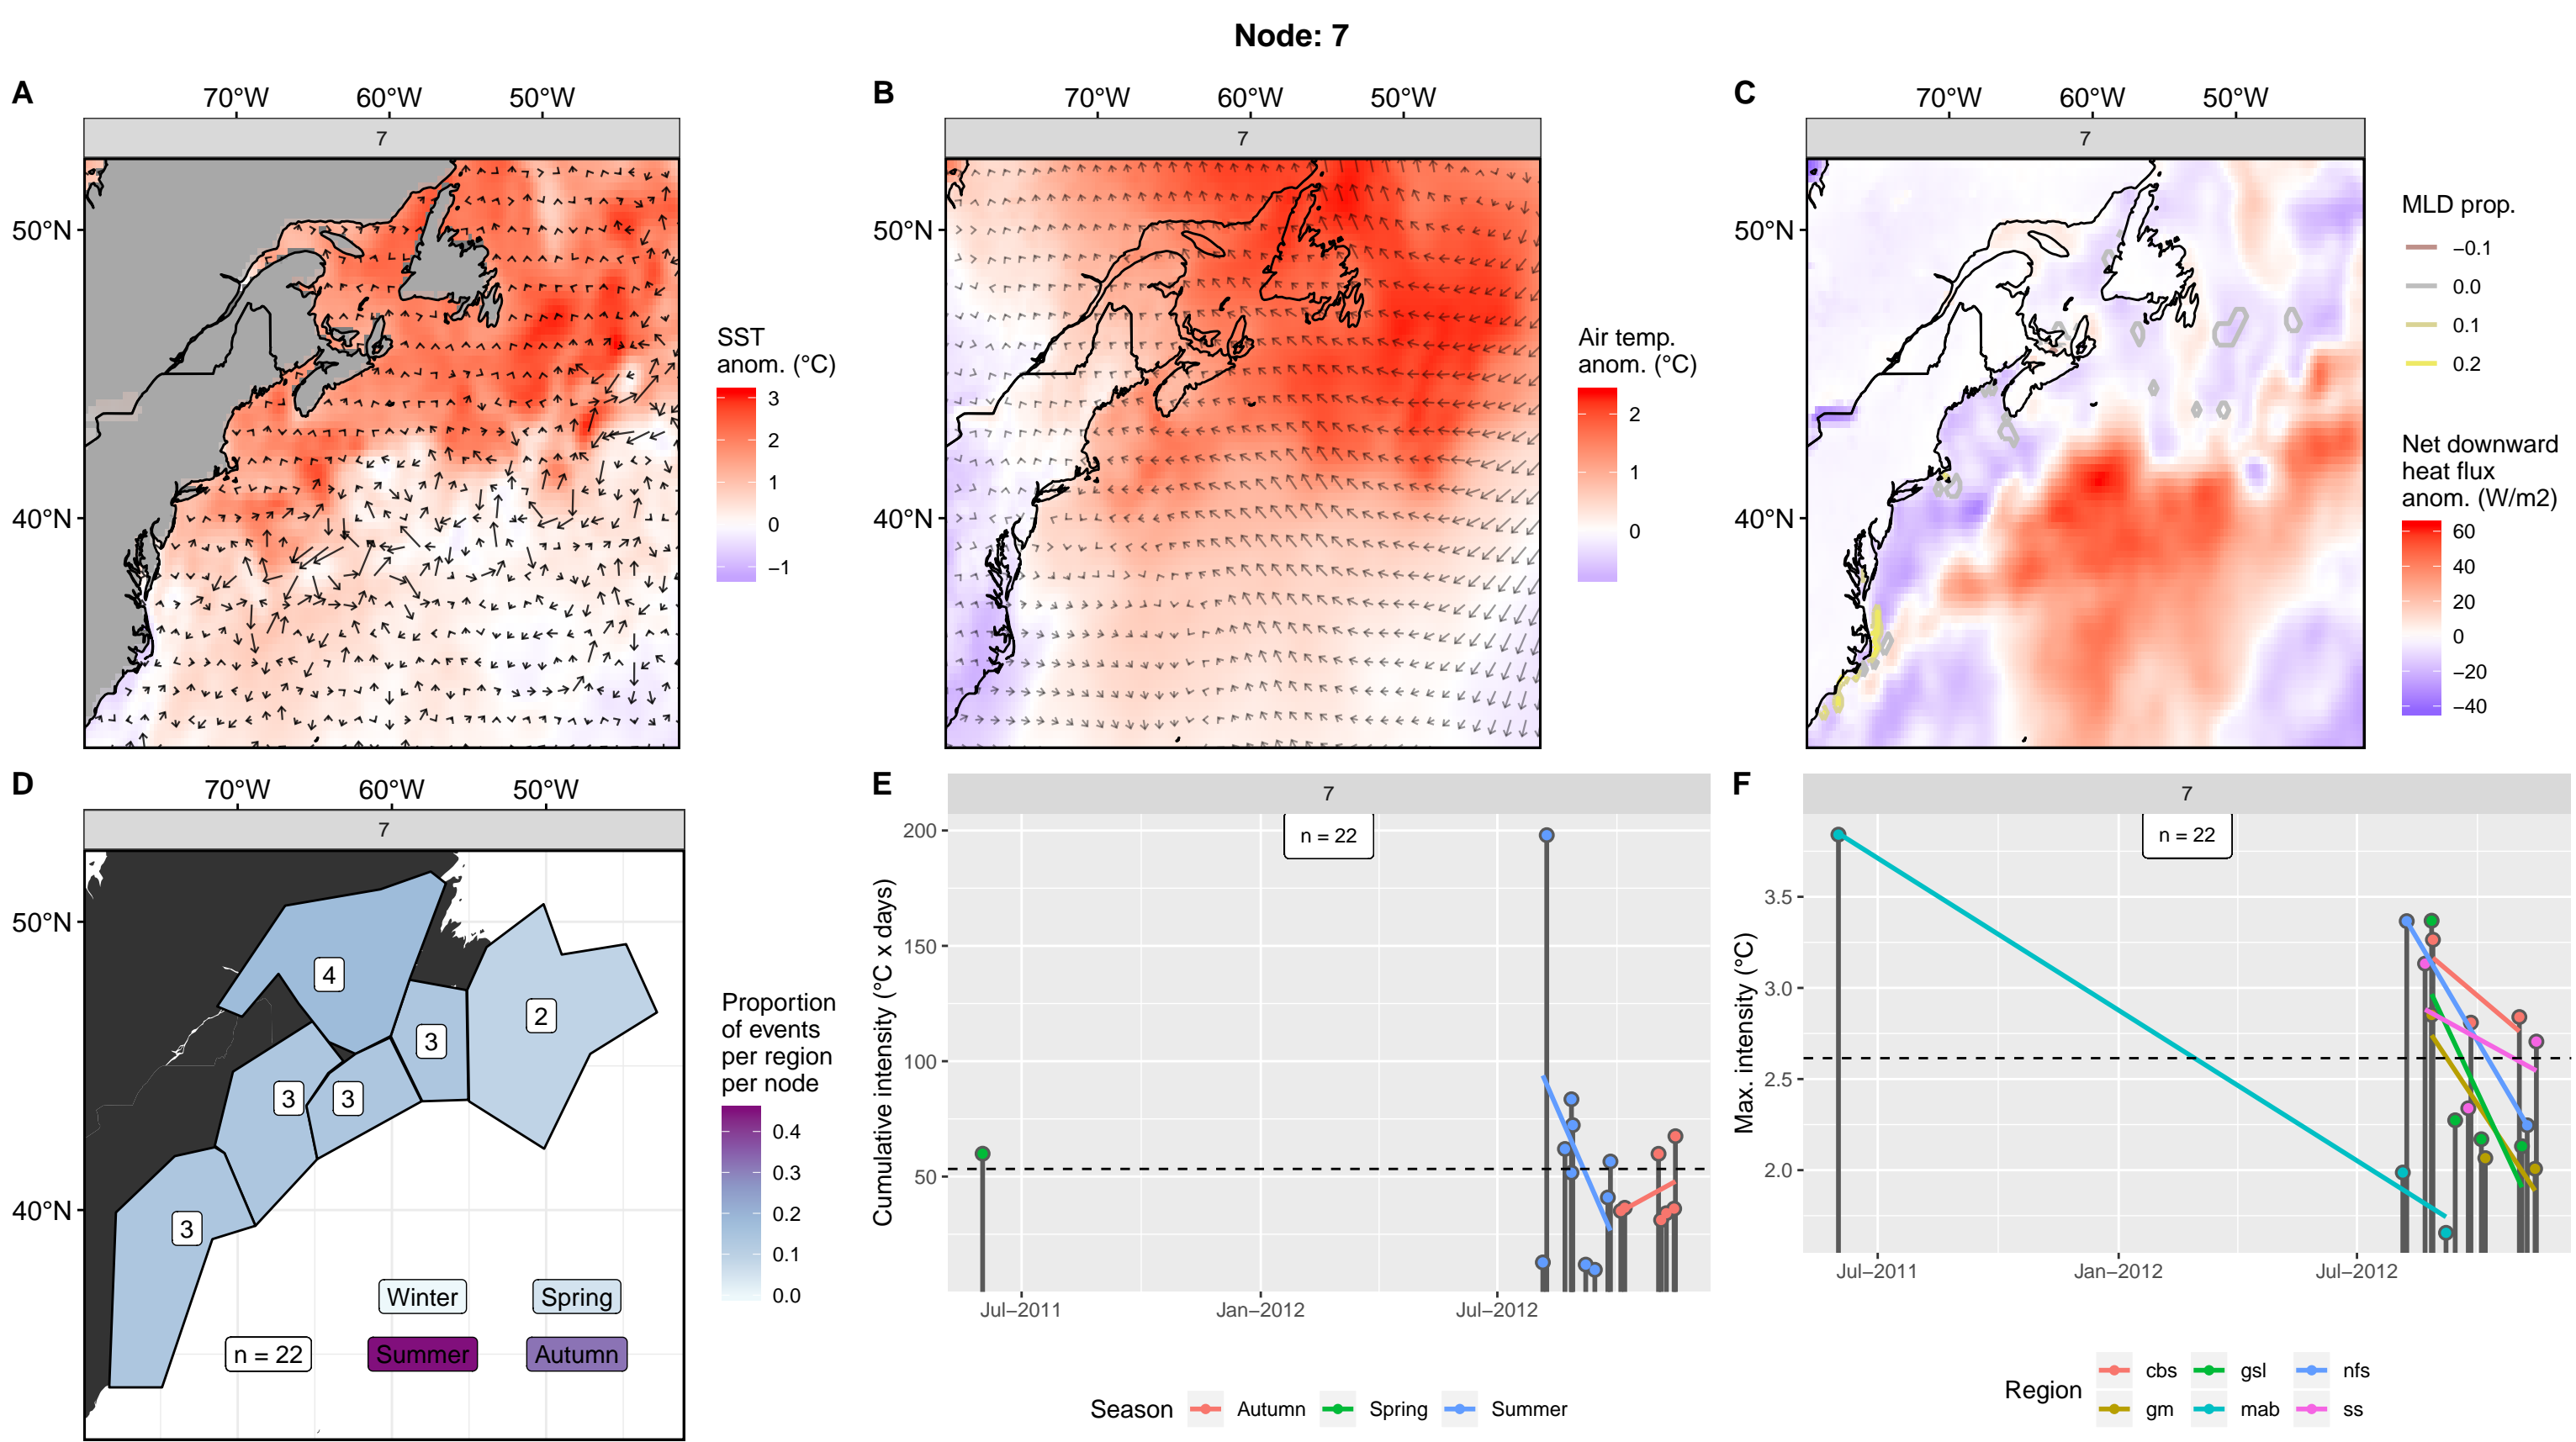 Node: 7
A
70°W 60°W 50°W
7
50°N
40°N
SST
anom. (°C)
3
2
1
0
−1
B
70°W 60°W 50°W
7
50°N
40°N
Air temp.
anom. (°C)
2
1
0
C
70°W 60°W 50°W
7
50°N
40°N
MLD prop.
−0.1
0.0
0.1
0.2
Net downward
heat flux
anom. (W/m2)
60
40
20
0
−20
−40
D
70°W 60°W 50°W
7
50°N
40°N
4
3
2
3
3
3
Winter Spring
n = 22 Summer Autumn
Proportion
of events
per region
per node
0.4
0.3
0.2
0.1
0.0
E
7
n = 22
Cumulative intensity (°C x days)
200
150
100
50
Jul−2011 Jan−2012 Jul−2012
Season Autumn Spring Summer
F
7
n = 22
Max. intensity (°C)
3.5
3.0
2.5
2.0
Jul−2011 Jan−2012 Jul−2012
Region
cbs gsl nfs
gm mab ss